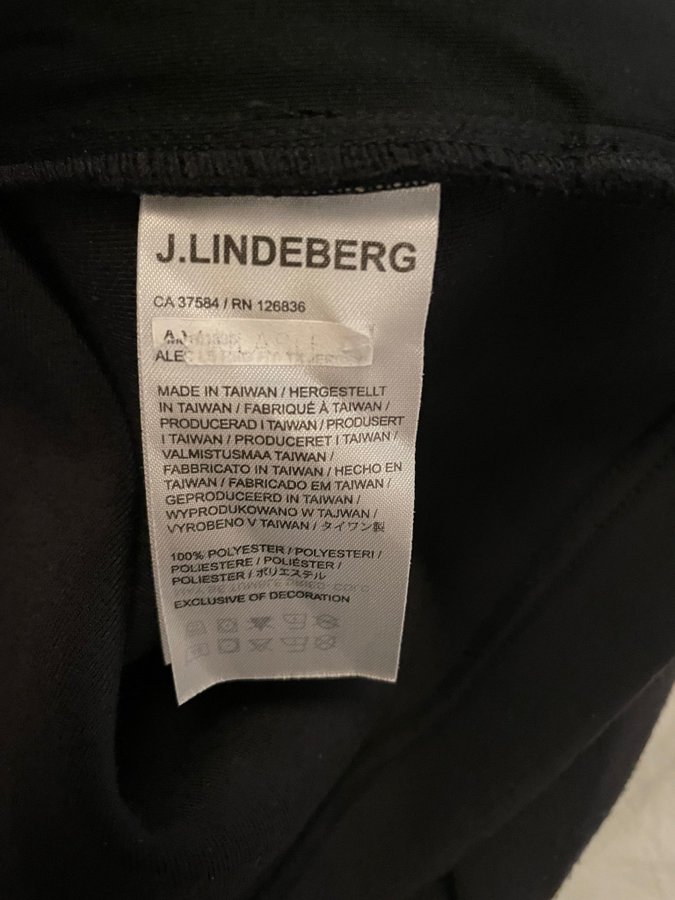 J.LINDEBERG
CA 37584 / RN 126836
MADE IN TAIWAN / HERGESTELLT
IN TAIWAN / FABRIQUÉ À TAIWAN /
PRODUCERAD I TAIWAN / PRODUSERT
I TAIWAN / PRODUCERET I TAIWAN /
VALMISTUSMAA TAIWAN /
FABBRICATO IN TAIWAN / HECHO EN
TAIWAN / FABRICADO EM TAIWAN /
GEPRODUCEERD IN TAIWAN /
WYPRODUKOWANO W TAJWAN /
VYROBENO V TAIWAN / タイワン製
100% POLYESTER / POLYESTERI /
POLIESTERE / POLIÉSTER /
POLIESTER / ポリエステル
EXCLUSIVE OF DECORATION